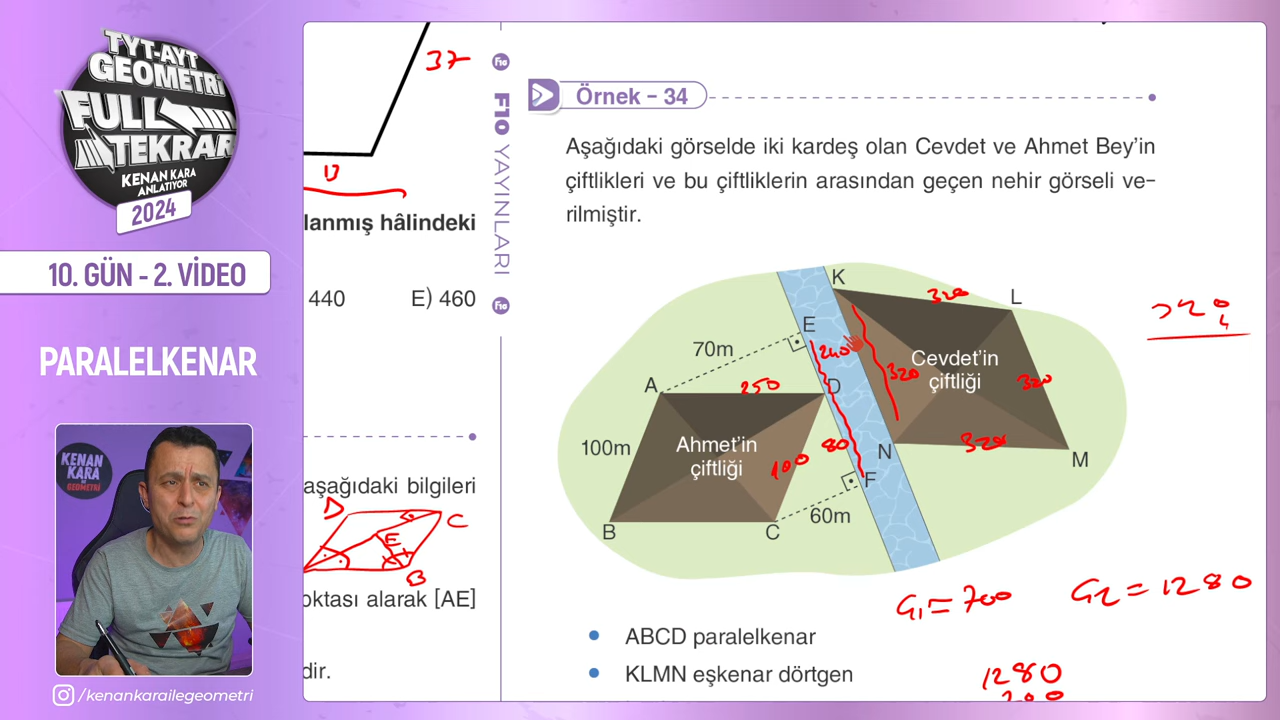 TYT-AYT
GEOMETRİ
FULL
TEKRAR
KENAN KARA
ANLATIYOR
2024
10. GÜN - 2. VİDEO
PARALELKENAR
KENAN
KARA
GEOMETRİ
/kenankarailegeometri
37
lanmış hâlindeki
440 E) 460
aşağıdaki bilgileri
D
C
E
B
oktası alarak [AE]
dir.
F10 YAYINLARI
Örnek – 34
Aşağıdaki görselde iki kardeş olan Cevdet ve Ahmet Bey’in
çiftlikleri ve bu çiftliklerin arasından geçen nehir görseli ve-
rilmiştir.
K
320
L
E
70m
240
Cevdet’in
çiftliği
320
320
A
250
D
100m
Ahmet’in
çiftliği
100
80
N
320
M
F
60m
B
C
Ç1 = 700 Ç2 = 1280
ABCD paralelkenar
KLMN eşkenar dörtgen
1280